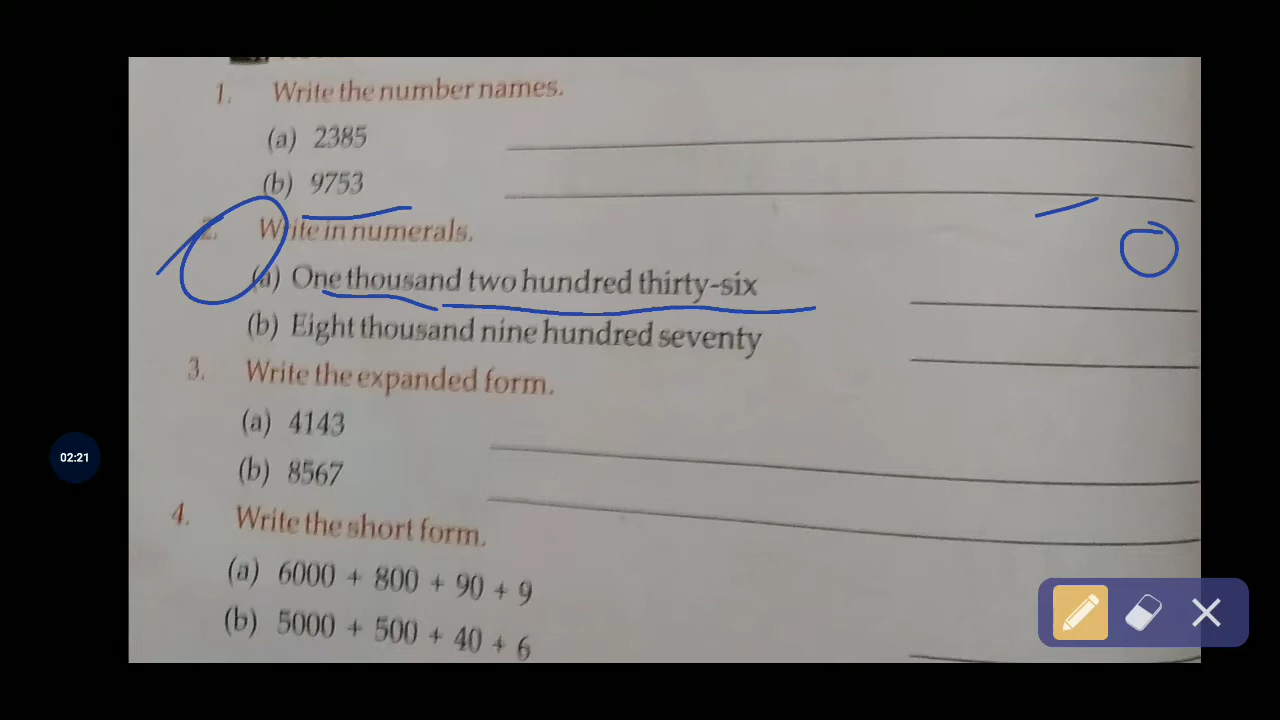 1. Write the number names.
(a) 2385
(b) 9753
2. Write in numerals.
(a) One thousand two hundred thirty-six
(b) Eight thousand nine hundred seventy
3. Write the expanded form.
(a) 4143
(b) 8567
4. Write the short form.
(a) 6000 + 800 + 90 + 9
(b) 5000 + 500 + 40 + 6
02:21